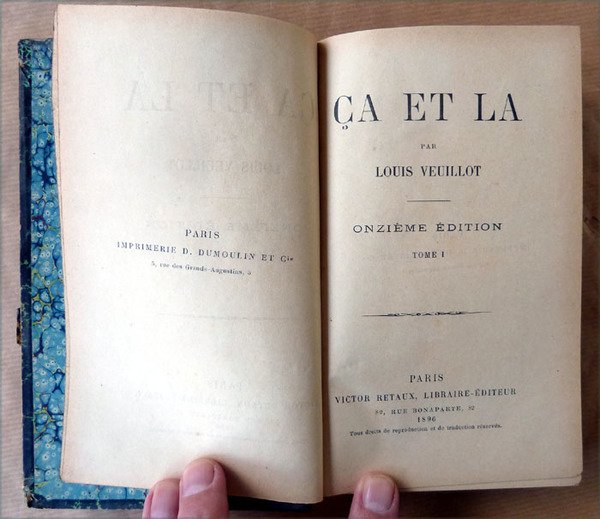 PARIS
IMPRIMERIE D. DUMOULIN ET Cie
5, rue des Grands-Augustins, 5
ÇA ET LA
PAR
LOUIS VEUILLOT
ONZIÈME ÉDITION
TOME I
PARIS
VICTOR RETAUX, LIBRAIRE-ÉDITEUR
82, RUE BONAPARTE, 82
1896
Tous droits de reproduction et de traduction réservés.